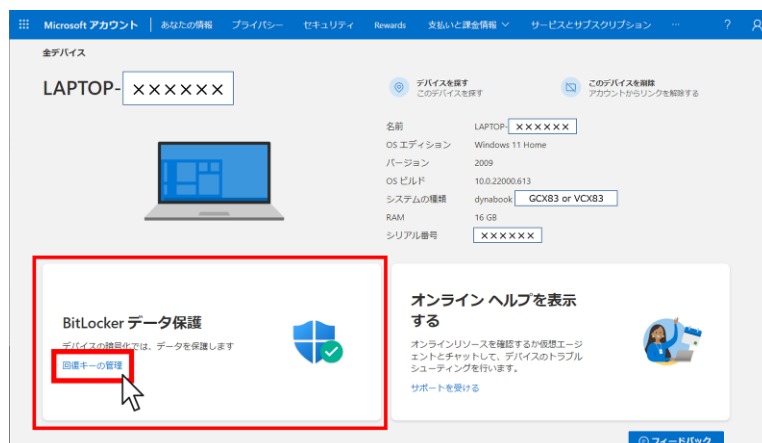 Microsoft アカウント あなたの情報 プライバシー セキュリティ Rewards 支払いと課金情報 サービスとサブスクリプション … ?
全デバイス
LAPTOP- ××××××
デバイスを探す
このデバイスを探す
このデバイスを削除
アカウントからリンクを解除する
名前 LAPTOP- ××××××
OS エディション Windows 11 Home
バージョン 2009
OS ビルド 10.0.22000.613
システムの種類 dynabook GCX83 or VCX83
RAM 16 GB
シリアル番号 ××××××
BitLocker データ保護
デバイスの暗号化では、データを保護します
回復キーの管理
オンライン ヘルプを表示
する
オンラインリソースを確認するか仮想エージ
ェントとチャットして、デバイスのトラブル
シューティングを行います。
サポートを受ける
フィードバック